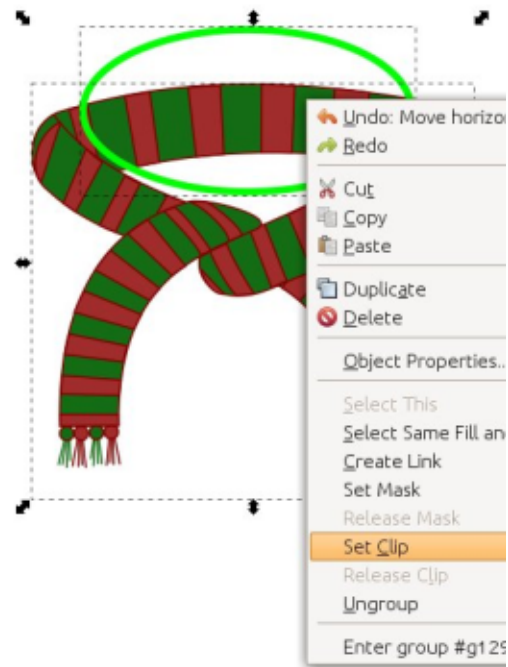 Undo: Move horizon
Redo
Cut
Copy
Paste
Duplicate
Delete
Object Properties..
Select This
Select Same Fill and
Create Link
Set Mask
Release Mask
Set Clip
Release Clip
Ungroup
Enter group #g129